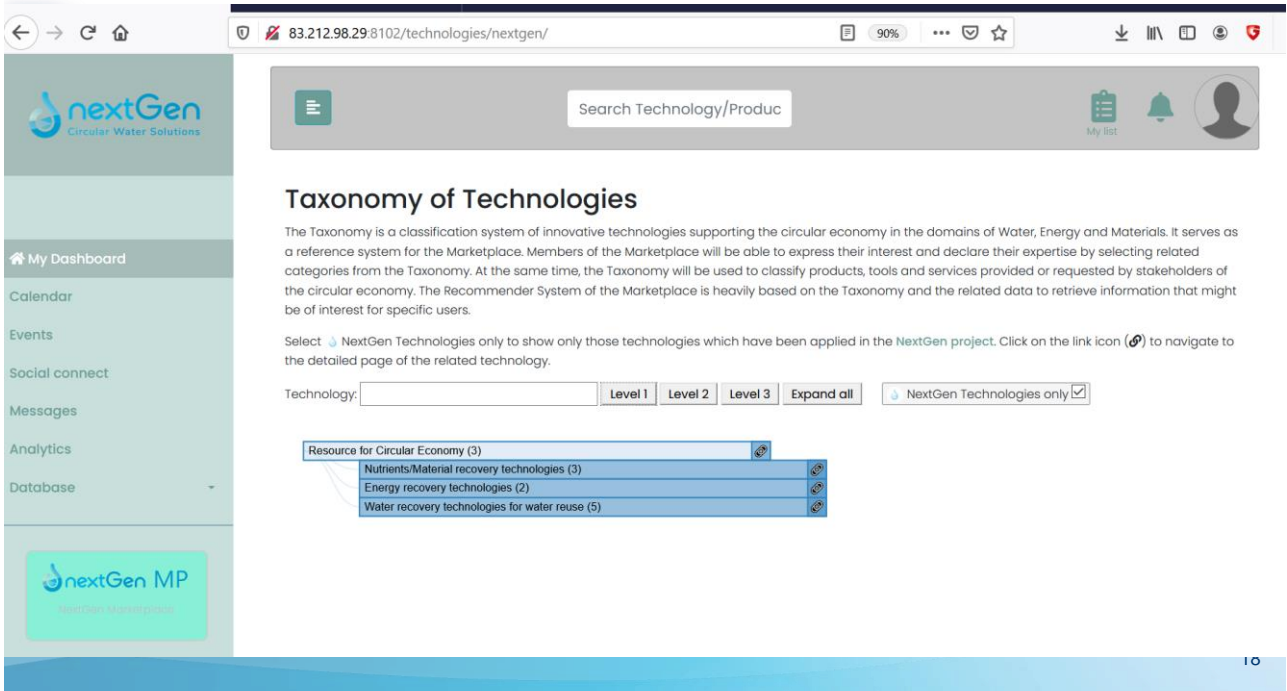 83.212.98.29:8102/technologies/nextgen/
90%
nextGen
Circular Water Solutions
Search Technology/Produc
My list
My Dashboard
Calendar
Events
Social connect
Messages
Analytics
Database
nextGen MP
NextGen Marketplace
Taxonomy of Technologies
The Taxonomy is a classification system of innovative technologies supporting the circular economy in the domains of Water, Energy and Materials. It serves as
a reference system for the Marketplace. Members of the Marketplace will be able to express their interest and declare their expertise by selecting related
categories from the Taxonomy. At the same time, the Taxonomy will be used to classify products, tools and services provided or requested by stakeholders of
the circular economy. The Recommender System of the Marketplace is heavily based on the Taxonomy and the related data to retrieve information that might
be of interest for specific users.
Select NextGen Technologies only to show only those technologies which have been applied in the NextGen project. Click on the link icon () to navigate to
the detailed page of the related technology.
Technology: Level 1 Level 2 Level 3 Expand all NextGen Technologies only
Resource for Circular Economy (3)
Nutrients/Material recovery technologies (3)
Energy recovery technologies (2)
Water recovery technologies for water reuse (5)
18